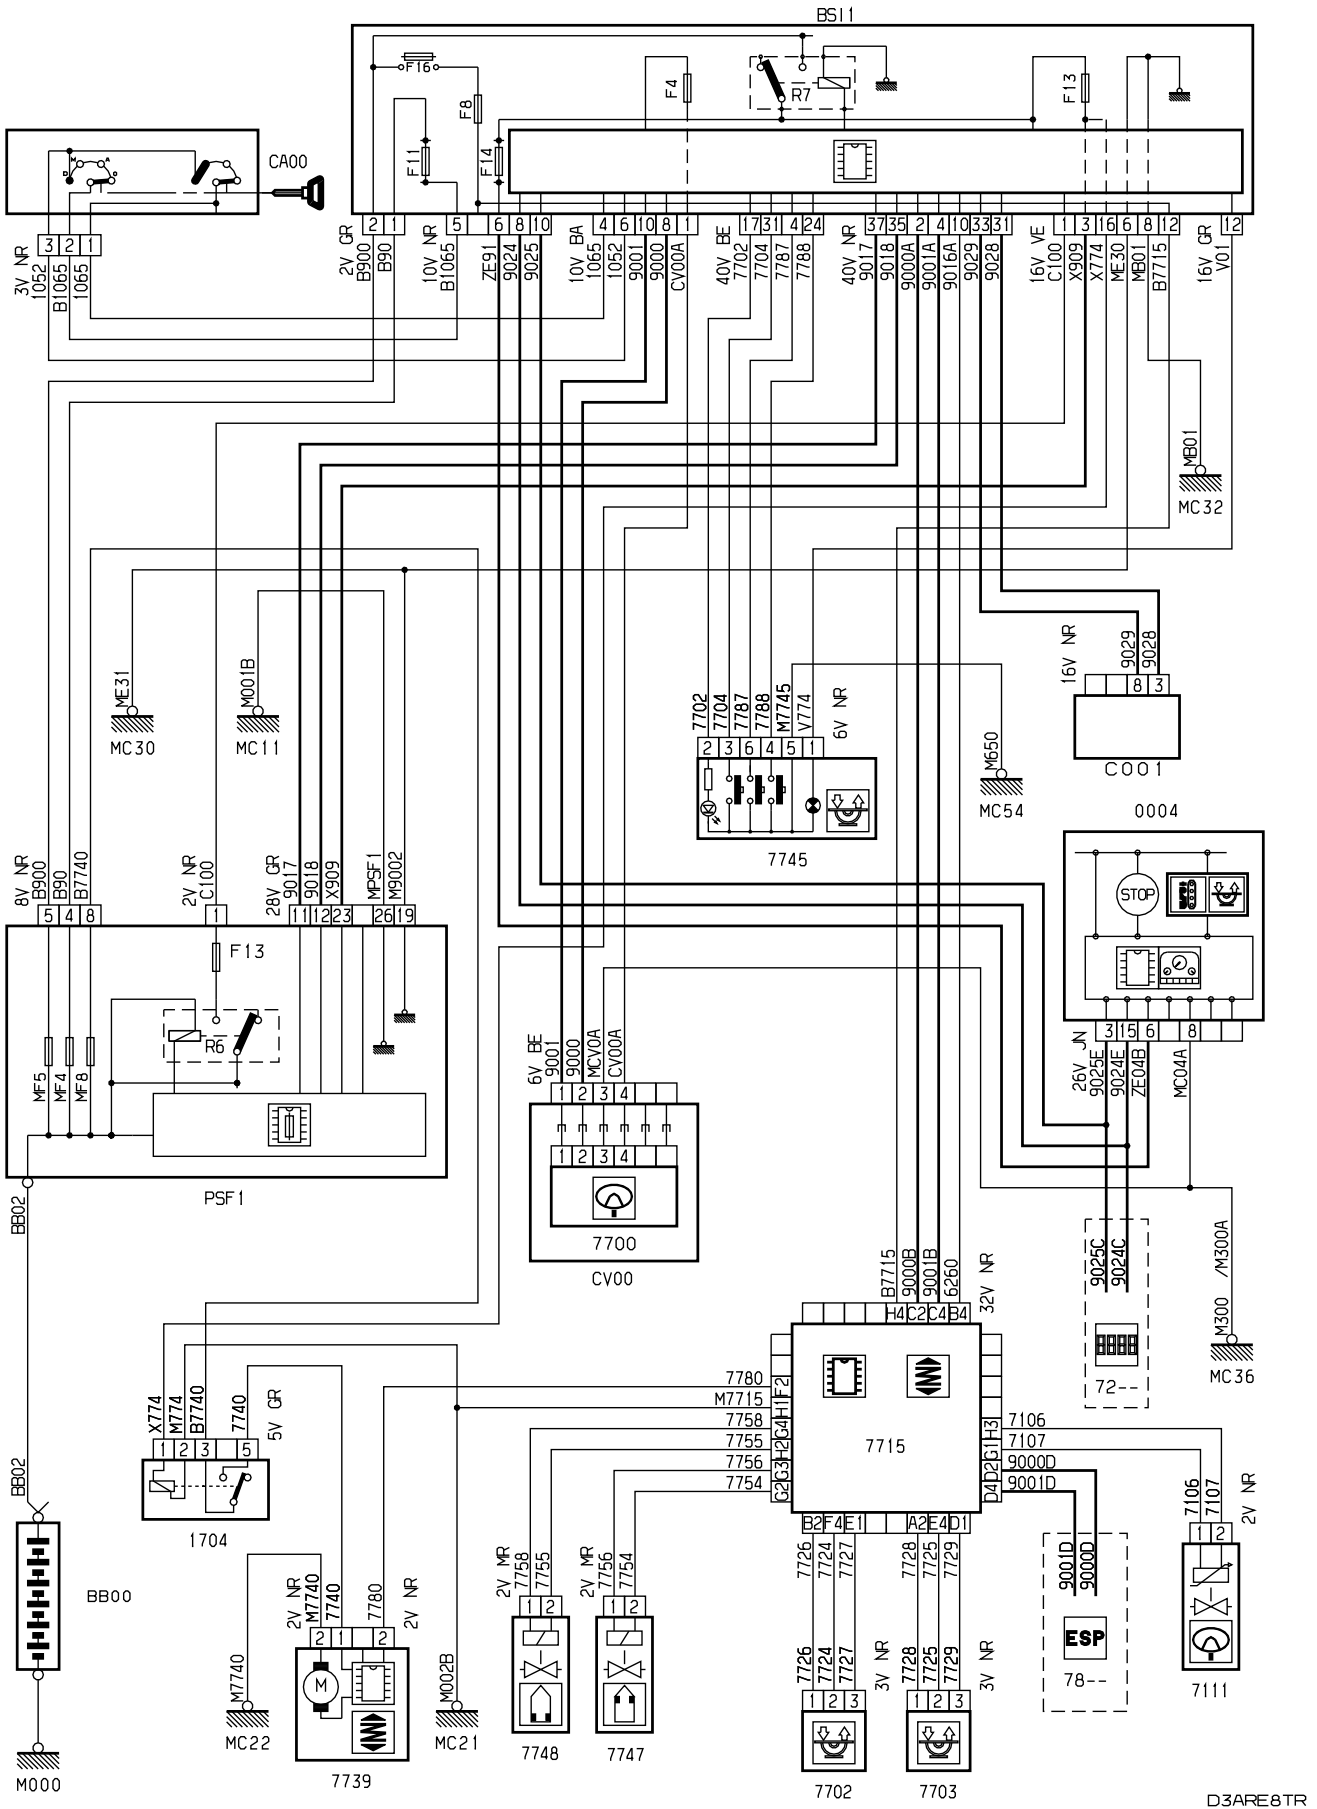 BSI1
F16
F8
F11
F14
F4
R7
F13
CA00
M A
D D
2 1 5 6 8 10 4 6 10 8 1 17 31 4 24 37 35 2 4 10 33 31 1 3 16 6 8 12 12
3 2 1
3V NR
1052
B1065
1065
2V GR
B900
B90
10V NR
B1065
ZE91
9024
9025
10V BA
1065
1052
9001
9000
CV00A
40V BE
7702
7704
7787
7788
40V NR
9017
9018
9000A
9001A
9016A
9029
9028
16V VE
C100
X909
X774
ME30
MB01
B7715
16V GR
V01
MB01
MC32
ME31
MC30
M001B
MC11
16V NR
9029
9028
8 3
C001
7702
7704
7787
7788
M7745
V774
6V NR
2 3 6 4 5 1
7745
M650
MC54
0004
STOP
3 15 6 8
26V JN
9025E
9024E
ZE04B
MC04A
8V NR
B900
B90
B7740
2V NR
C100
28V GR
9017
9018
X909
MPSF1
M9002
5 4 8 1 11 12 23 26 19
F13
R6
MF5
MF4
MF8
PSF1
BB02
6V BE
9001
9000
MCV0A
CV00A
1 2 3 4
1 2 3 4
7700
CV00
9025C
9024C
72--
M300 /M300A
MC36
B7715
9000B
9001B
6260
32V NR
H4 C2 C4 B4
7715
7780
M7715
7758
7755
7756
7754
F2
H1
G4
H2
G3
G2
H3
G1
D2
D4
7106
7107
9000D
9001D
B2 F4 E1 A2 E4 D1
7726
7724
7727
7728
7725
7729
X774
M774
B7740
7740
5V GR
1 2 3 5
1704
BB02
BB00
M000
2V NR
M7740
7740
7780
2V NR
2 1 2
M
7739
M7740
MC22
M002B
MC21
2V MR
7758
7755
1 2
7748
2V MR
7756
7754
1 2
7747
7726
7724
7727
3V NR
1 2 3
7702
7728
7725
7729
3V NR
1 2 3
7703
9001D
9000D
ESP
78--
7106
7107
2V NR
1 2
7111
D3ARE8TR